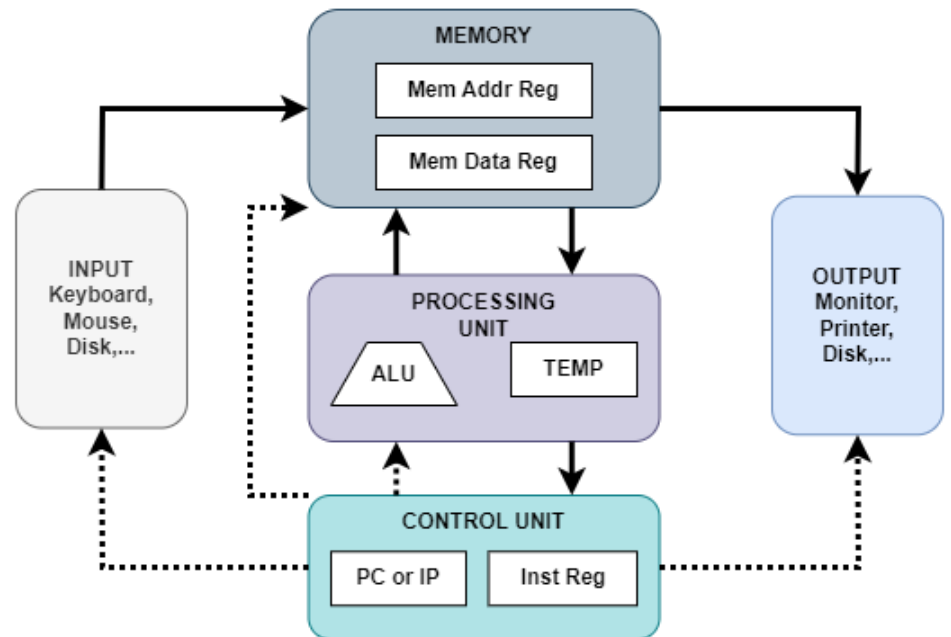 MEMORY
Mem Addr Reg
Mem Data Reg
INPUT
Keyboard,
Mouse,
Disk,...
PROCESSING
UNIT
ALU
TEMP
OUTPUT
Monitor,
Printer,
Disk,...
CONTROL UNIT
PC or IP
Inst Reg